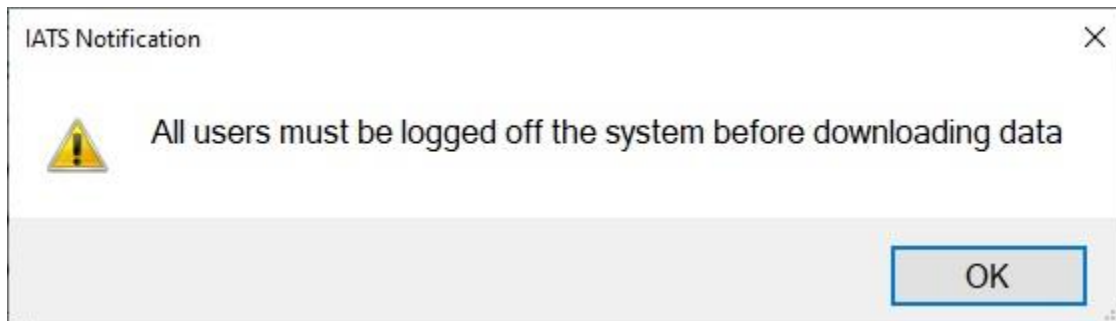 IATS Notification
All users must be logged off the system before downloading data
OK